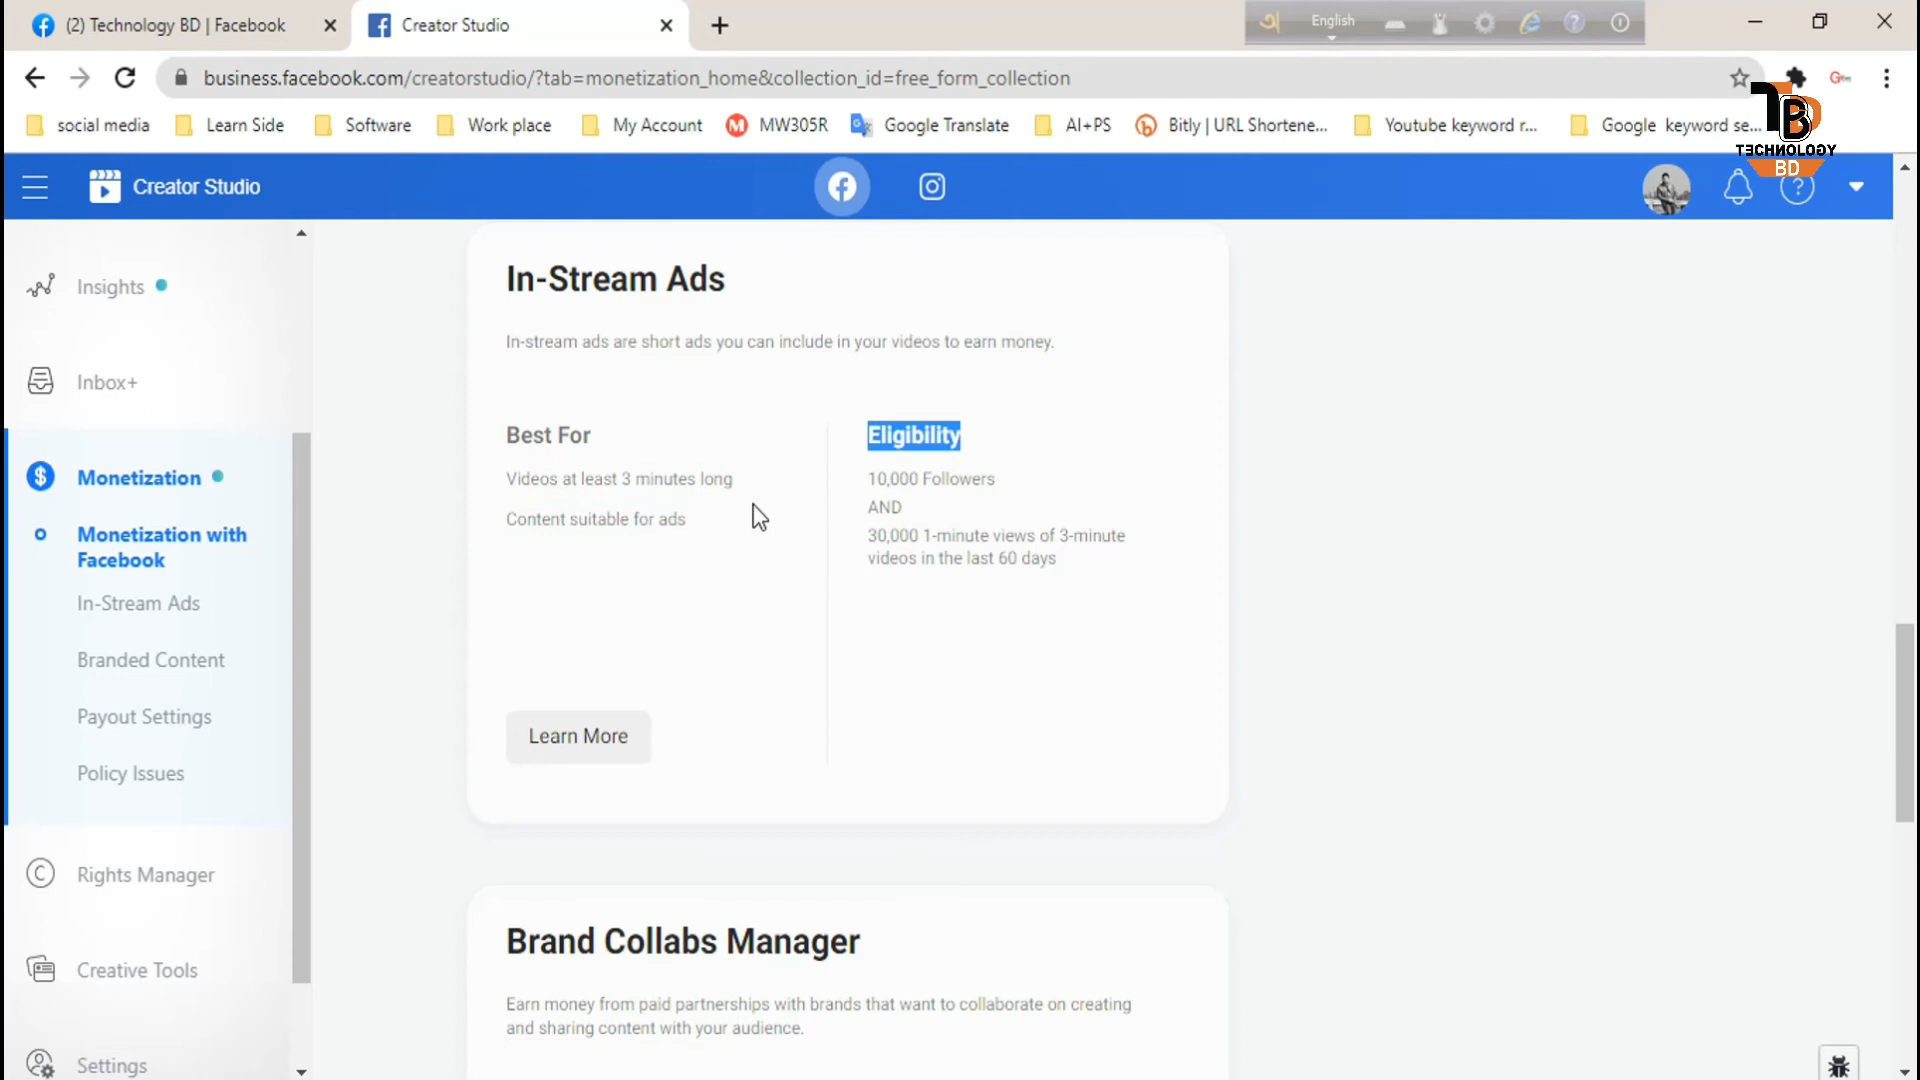 (2) Technology BD | Facebook
Creator Studio
English
business.facebook.com/creatorstudio/?tab=monetization_home&collection_id=free_form_collection
social media
Learn Side
Software
Work place
My Account
MW305R
Google Translate
AI+PS
Bitly | URL Shortene...
Youtube keyword r...
Google keyword se...
TECHNOLOGY
BD
Creator Studio
Insights
Inbox+
Monetization
Monetization with
Facebook
In-Stream Ads
Branded Content
Payout Settings
Policy Issues
Rights Manager
Creative Tools
Settings
In-Stream Ads
In-stream ads are short ads you can include in your videos to earn money.
Best For
Videos at least 3 minutes long
Content suitable for ads
Eligibility
10,000 Followers
AND
30,000 1-minute views of 3-minute
videos in the last 60 days
Learn More
Brand Collabs Manager
Earn money from paid partnerships with brands that want to collaborate on creating
and sharing content with your audience.